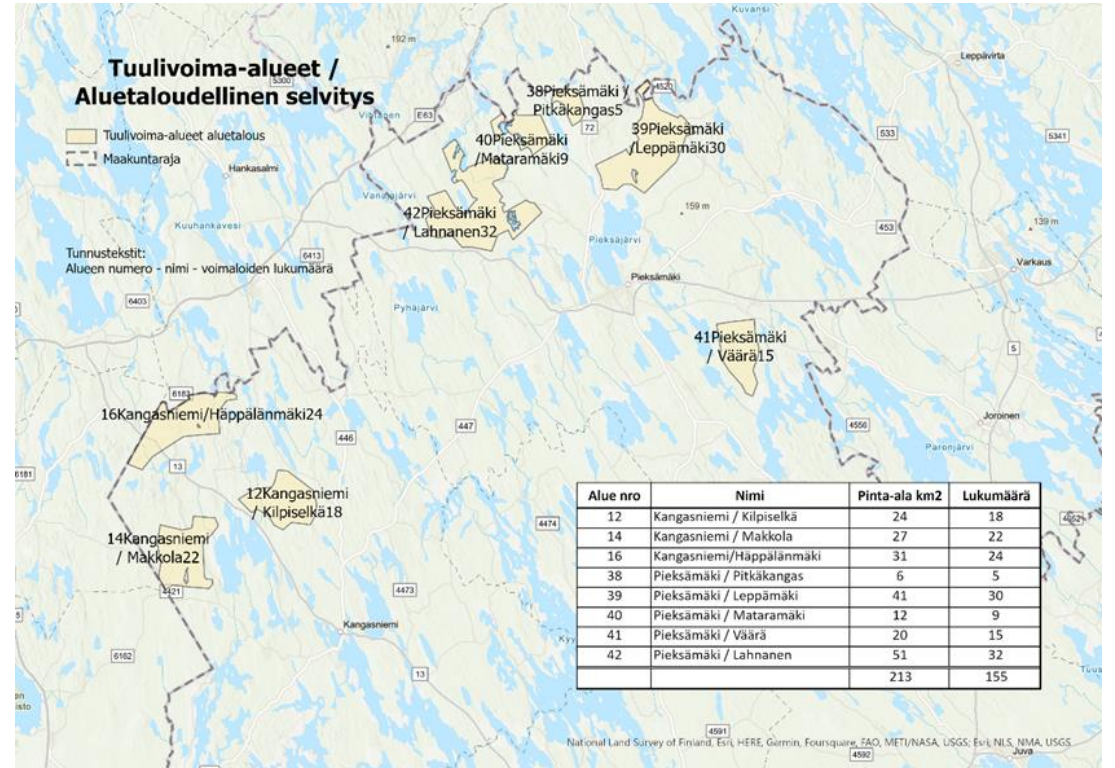 Tuulivoima-alueet /
Aluetaloudellinen selvitys
Tuulivoima-alueet aluetalous
Maakuntaraja
Tunnustekstit:
Alueen numero - nimi - voimaloiden lukumäärä
192 m
Kuvansi
Leppävirta
5300
E63
4520
72
533
5341
38Pieksämäki /
Pitkäkangas5
40Pieksämäki
/Mataramäki9
39Pieksämäki
/Leppämäki30
Hankasalmi
Vanajajärvi
42Pieksämäki
/ Lahnanen32
159 m
139 m
Kuuhankavesi
Pieksäjärvi
453
6413
Varkaus
Pieksämäki
6403
Pyhäjärvi
41Pieksämäki
/ Väärä15
5
6183
16Kangasniemi/Häppälänmäki24
Joroinen
447
446
4556
Paronjärvi
13
6181
12Kangasniemi
/ Kilpiselkä18
4474
14Kangasniemi
/ Makkola22
4421
4473
Kangasniemi
6162
13
Alue nro Nimi Pinta-ala km2 Lukumäärä
12 Kangasniemi / Kilpiselkä 24 18
14 Kangasniemi / Makkola 27 22
16 Kangasniemi/Häppälänmäki 31 24
38 Pieksämäki / Pitkäkangas 6 5
39 Pieksämäki / Leppämäki 41 30
40 Pieksämäki / Mataramäki 12 9
41 Pieksämäki / Väärä 20 15
42 Pieksämäki / Lahnanen 51 32
213 155
4591
National Land Survey of Finland, Esri, HERE, Garmin, Foursquare, FAO, METI/NASA, USGS; Esri, NLS, NMA, USGS
4592
Juva